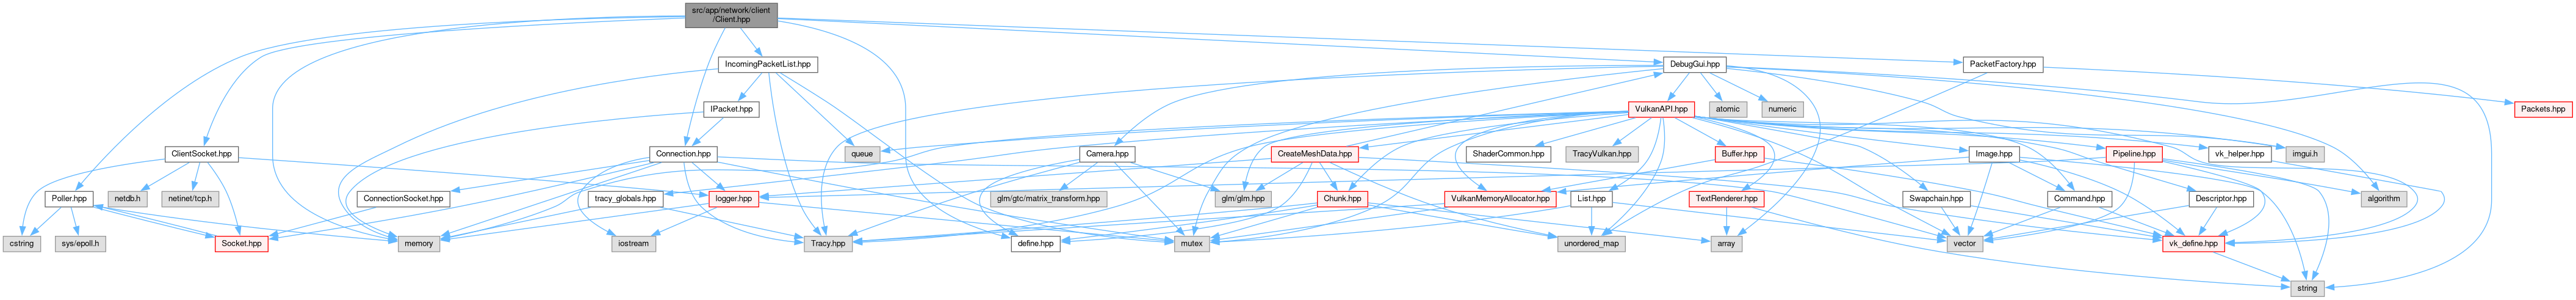 src/app/network/client
/Client.hpp
IncomingPacketList.hpp
DebugGui.hpp
PacketFactory.hpp
IPacket.hpp
VulkanAPI.hpp
atomic
numeric
Packets.hpp
ClientSocket.hpp
Connection.hpp
queue
Camera.hpp
CreateMeshData.hpp
ShaderCommon.hpp
TracyVulkan.hpp
Buffer.hpp
Image.hpp
Pipeline.hpp
vk_helper.hpp
imgui.h
Poller.hpp
netdb.h
netinet/tcp.h
ConnectionSocket.hpp
tracy_globals.hpp
logger.hpp
glm/gtc/matrix_transform.hpp
glm/glm.hpp
Chunk.hpp
VulkanMemoryAllocator.hpp
List.hpp
TextRenderer.hpp
Swapchain.hpp
Command.hpp
Descriptor.hpp
algorithm
cstring
sys/epoll.h
Socket.hpp
memory
iostream
Tracy.hpp
define.hpp
mutex
unordered_map
array
vector
vk_define.hpp
string